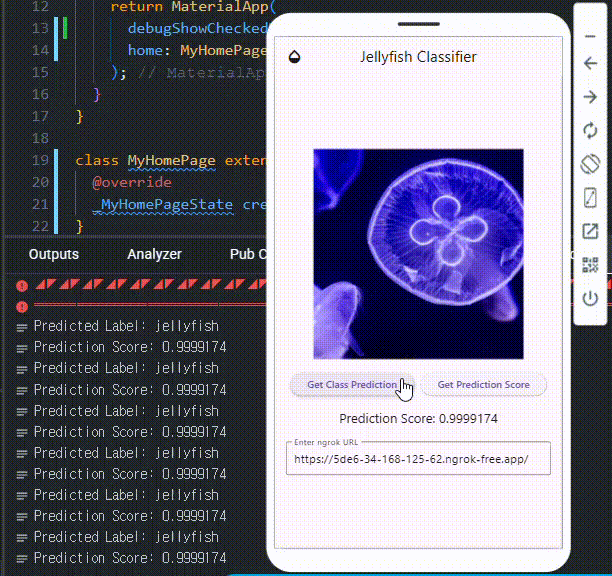 12 return MaterialApp(
13 debugShowChecked
14 home: MyHomePage
15 ); // MaterialAp
16 }
17 }
18
19 class MyHomePage exten
20 @override
21 _MyHomePageState cre
22 }
Outputs Analyzer Pub C
Predicted Label: jellyfish
Prediction Score: 0.9999174
Predicted Label: jellyfish
Prediction Score: 0.9999174
Predicted Label: jellyfish
Prediction Score: 0.9999174
Predicted Label: jellyfish
Prediction Score: 0.9999174
Predicted Label: jellyfish
Prediction Score: 0.9999174
Predicted Label: jellyfish
Prediction Score: 0.9999174
Jellyfish Classifier
Get Class Prediction Get Prediction Score
Prediction Score: 0.9999174
Enter ngrok URL
https://5de6-34-168-125-62.ngrok-free.app/